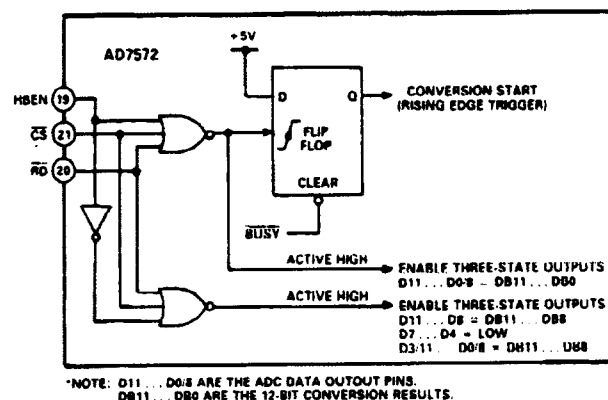 AD7572
+5V
HBEN 19
CS 21
RD 20
D Q
FLIP
FLOP
CLEAR
BUSY
CONVERSION START
(RISING EDGE TRIGGER)
ACTIVE HIGH
ENABLE THREE-STATE OUTPUTS
D11 . . . D0/8 = DB11 . . . DB0
ACTIVE HIGH
ENABLE THREE-STATE OUTPUTS
D11 . . . D8 = DB11 . . . DB8
D7 . . . D4 = LOW
D3/11 . . . D0/8 = DB11 . . . DB8
*NOTE: D11 . . . D0/8 ARE THE ADC DATA OUTOUT PINS.
DB11 . . . DB0 ARE THE 12-BIT CONVERSION RESULTS.